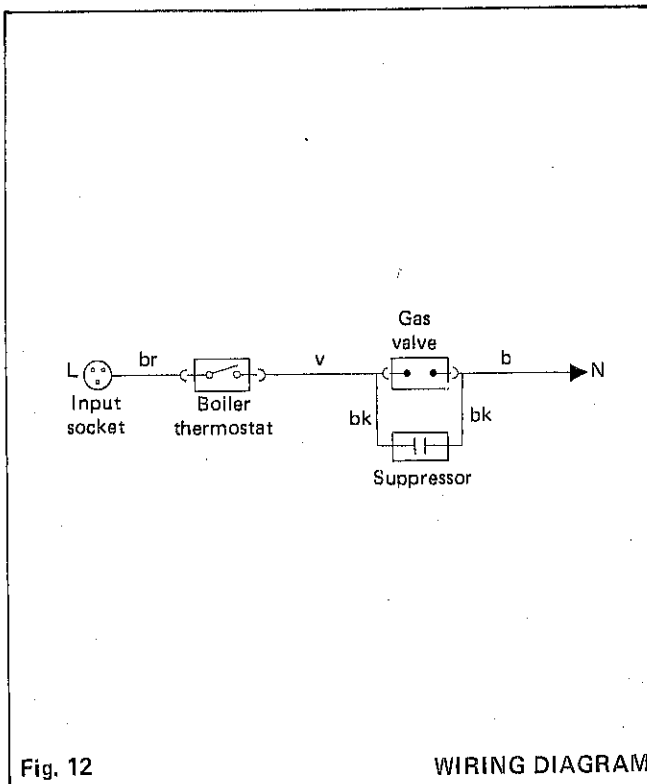 Gas
valve
L br v b N
Input
socket
Boiler
thermostat
bk bk
Suppressor
Fig. 12 WIRING DIAGRAM